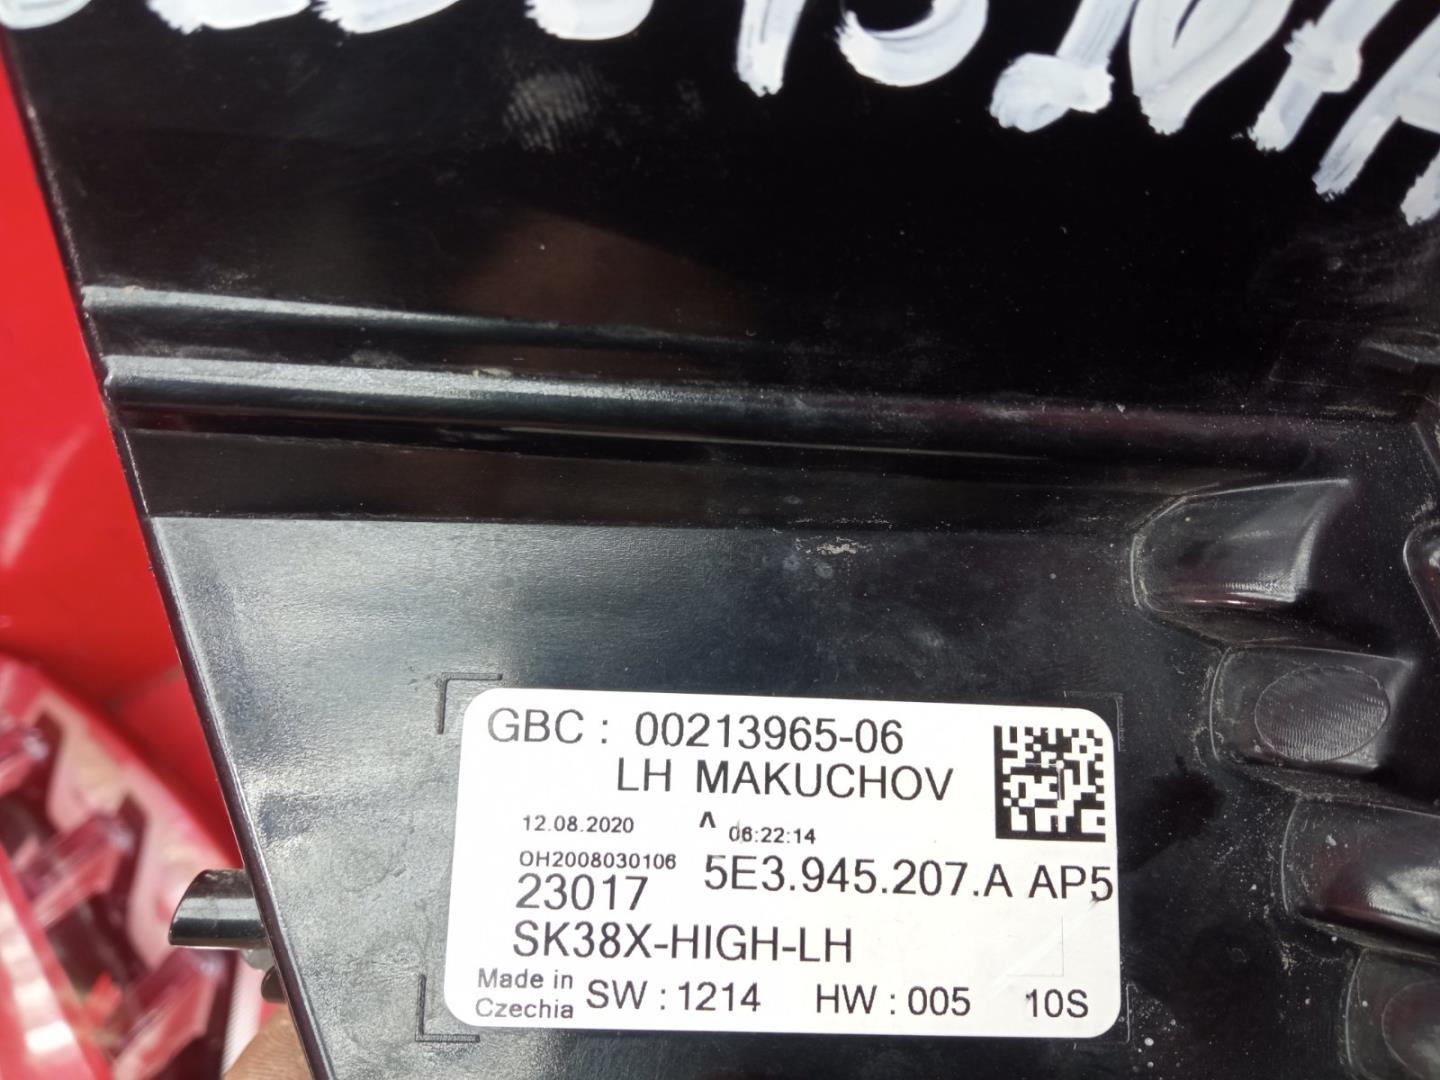 GBC : 00213965-06
LH MAKUCHOV
12.08.2020 ^ 06:22:14
OH2008030106
23017 5E3.945.207.A AP5
SK38X-HIGH-LH
Made in Czechia SW : 1214 HW : 005 10S